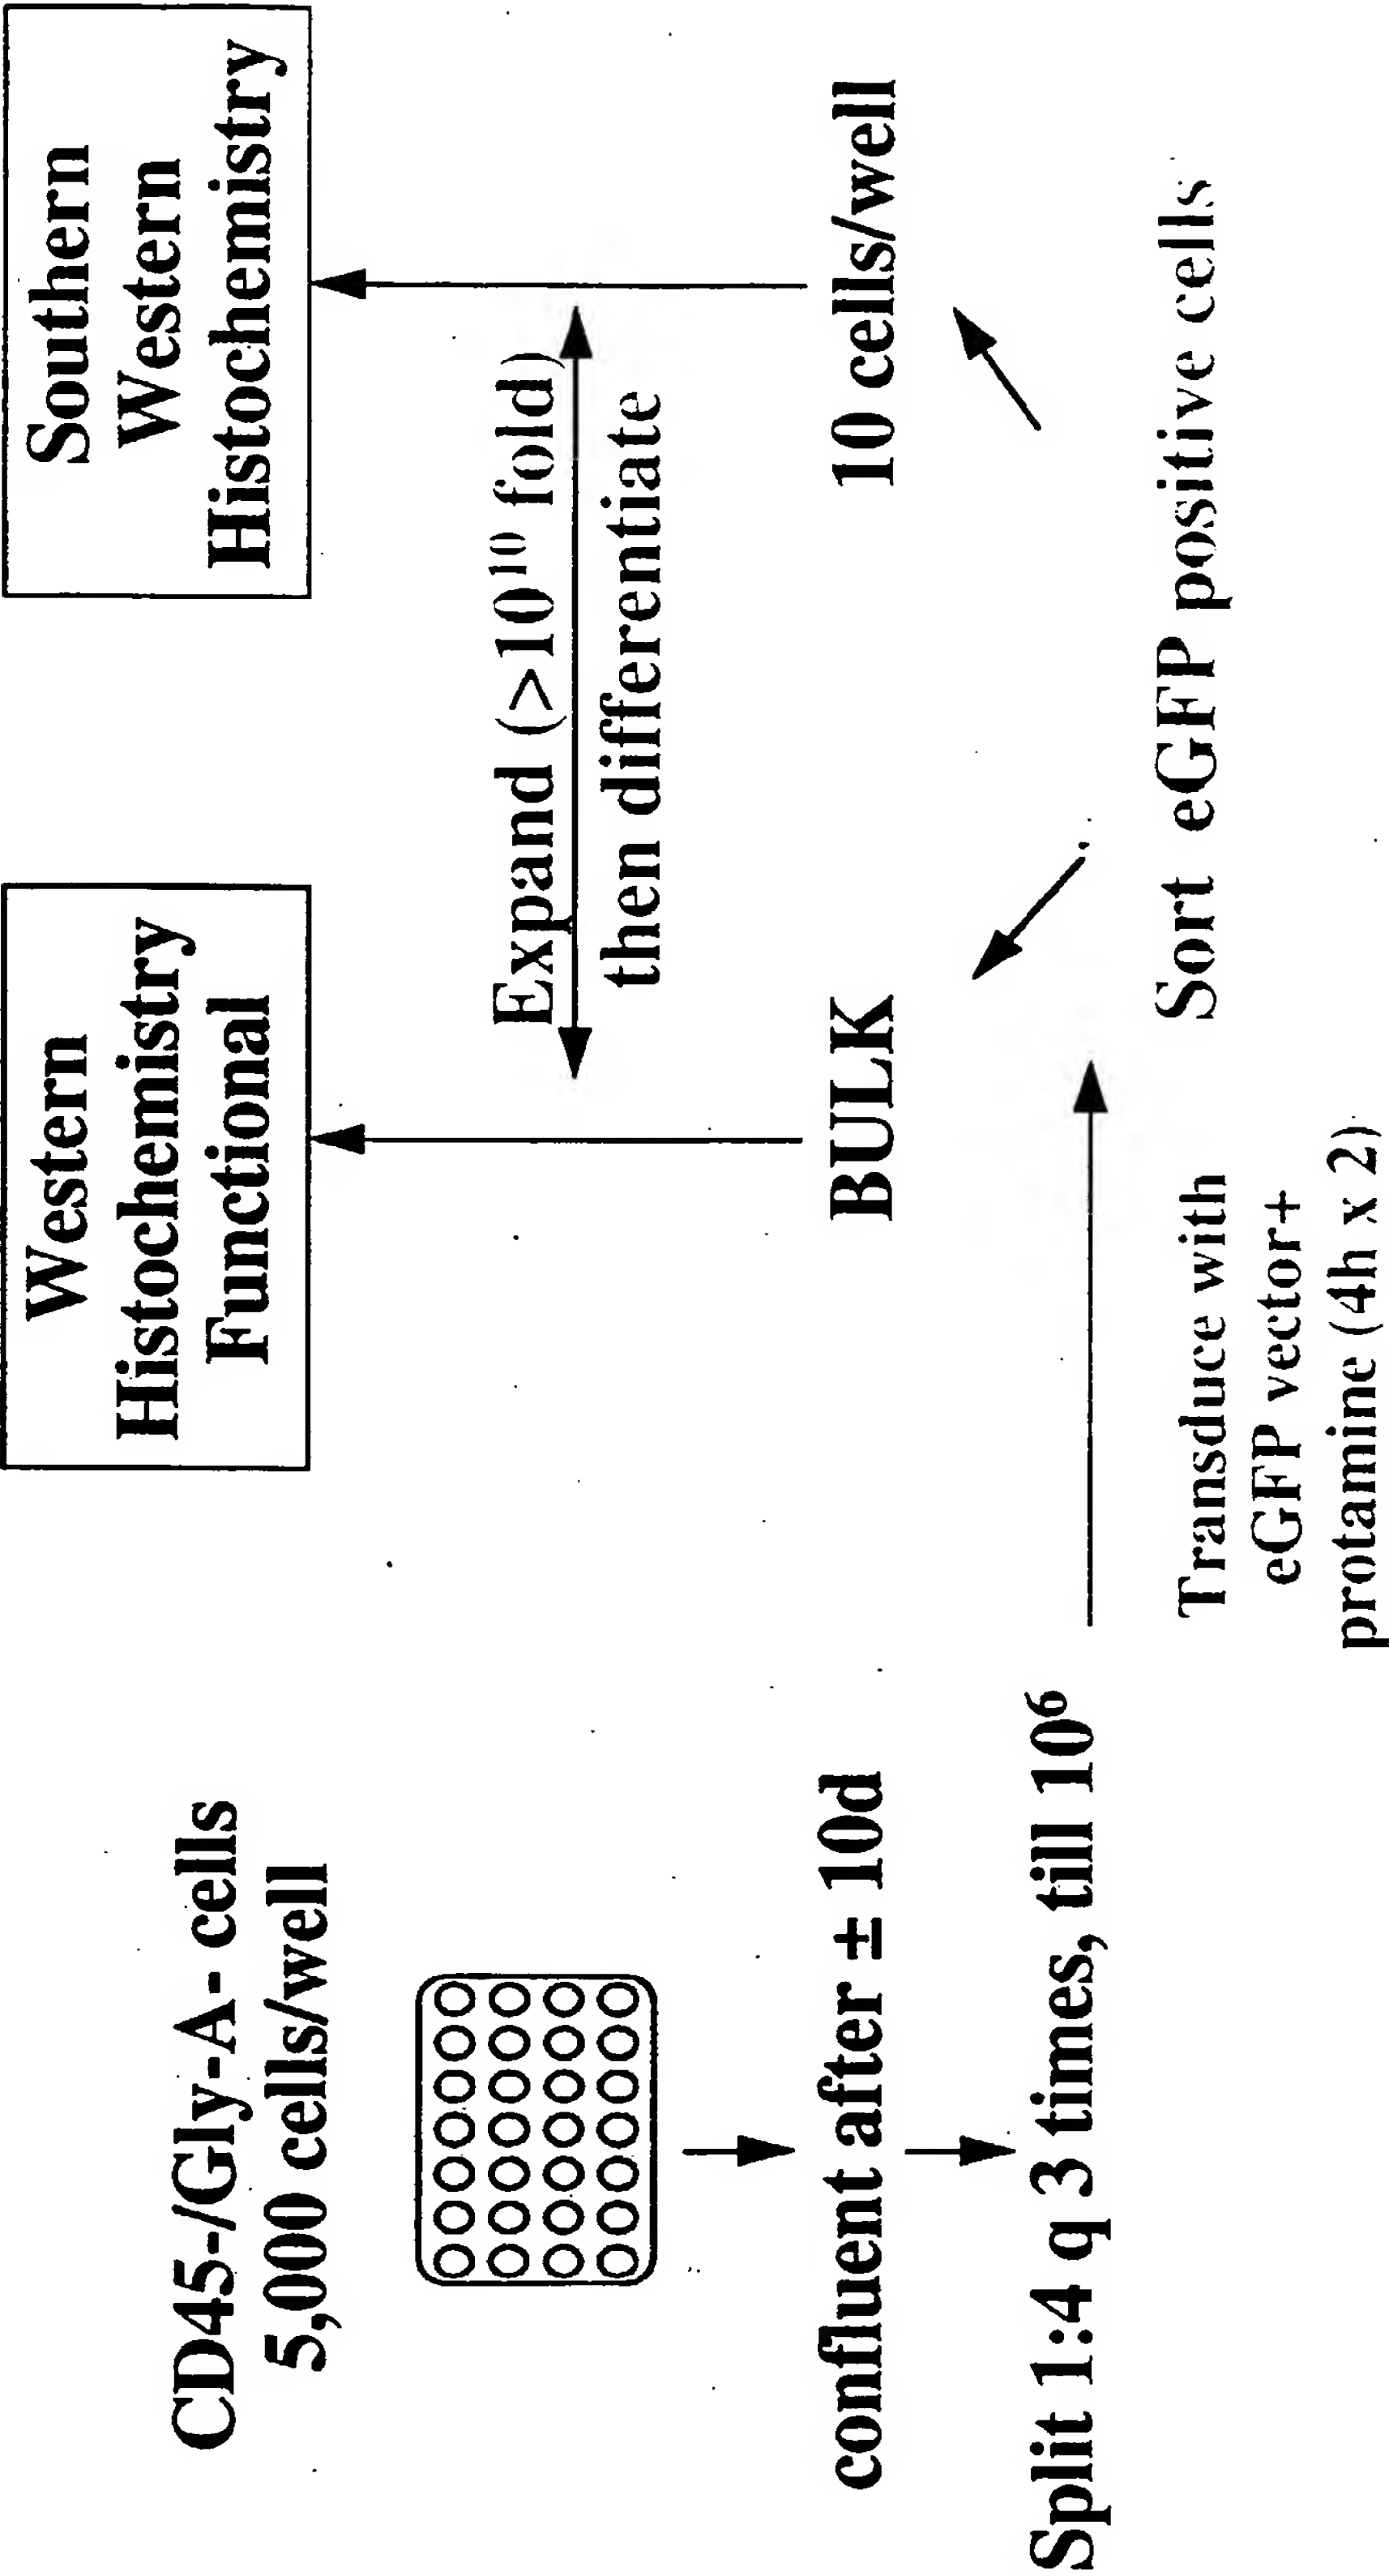 CD45-/Gly-A- cells
5,000 cells/well
confluent after ± 10d
Split 1:4 q 3 times, till 10⁶
Transduce with
eGFP vector+
protamine (4h x 2)
Sort eGFP positive cells
BULK
10 cells/well
Expand (>10¹⁰ fold)
then differentiate
Western
Histochemistry
Functional
Southern
Western
Histochemistry